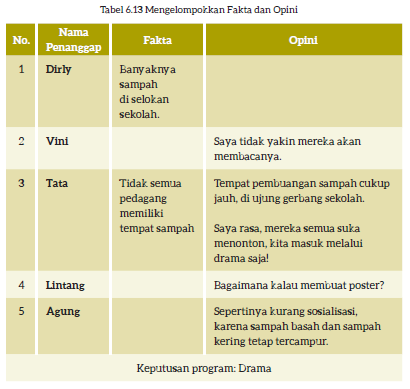 Tabel 6.13 Mengelompokkan Fakta dan Opini
No.
Nama
Penanggap
Fakta
Opini
1
Dirly
Banyaknya
sampah
di selokan
sekolah.
2
Vini
Saya tidak yakin mereka akan
membacanya.
3
Tata
Tidak semua
pedagang
memiliki
tempat sampah
Tempat pembuangan sampah cukup
jauh, di ujung gerbang sekolah.
Saya rasa, mereka semua suka
menonton, kita masuk melalui
drama saja!
4
Lintang
Bagaimana kalau membuat poster?
5
Agung
Sepertinya kurang sosialisasi,
karena sampah basah dan sampah
kering tetap tercampur.
Keputusan program: Drama